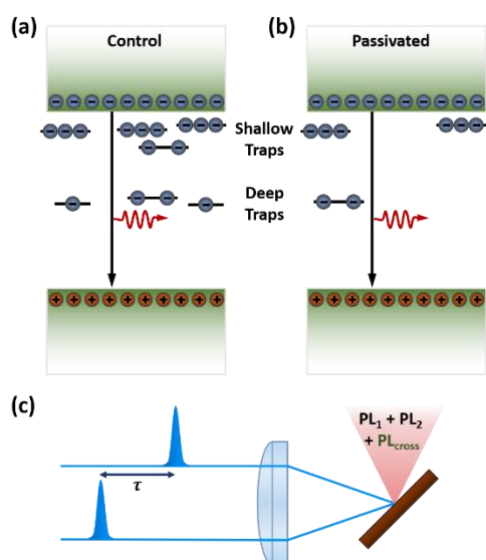 (a)
Control
(b)
Passivated
Shallow
Traps
Deep
Traps
(c)
τ
PL₁ + PL₂
+ PLcross